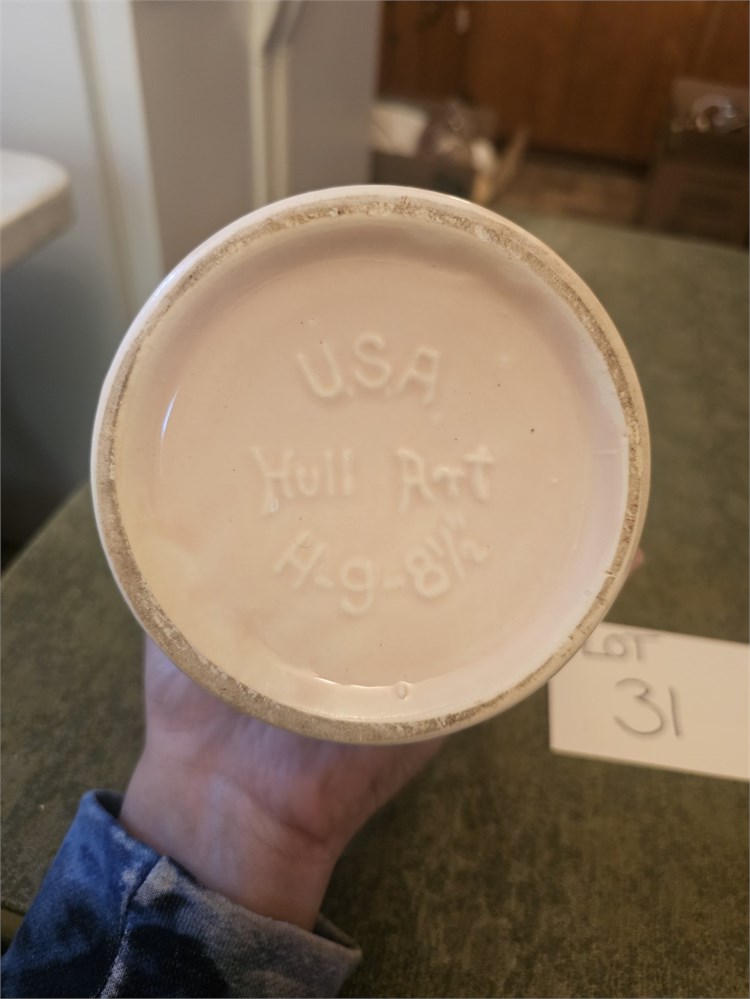 U.S.A.
Hull Art
H-9-8½"
LOT
31